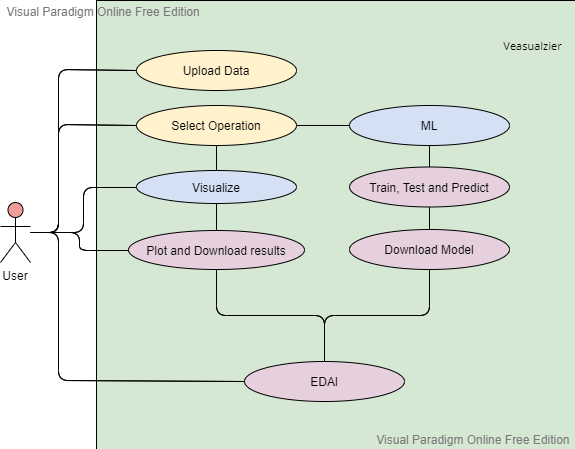 Visual Paradigm Online Free Edition
Veasualzier
Upload Data
Select Operation
ML
Visualize
Train, Test and Predict
Plot and Download results
Download Model
User
EDAI
Visual Paradigm Online Free Edition